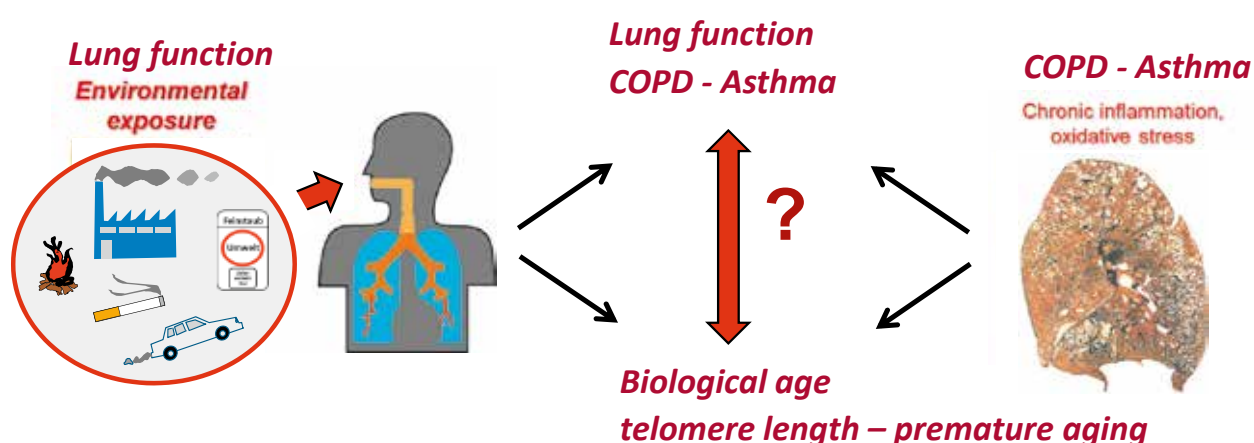 Lung function
Environmental
exposure
Feinstaub
Umwelt
Lung function
COPD - Asthma
?
Biological age
telomere length – premature aging
COPD - Asthma
Chronic inflammation,
oxidative stress